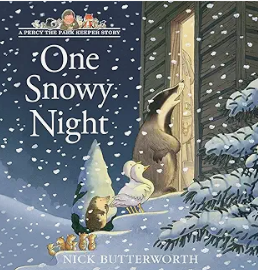 A PERCY THE PARK KEEPER STORY
One
Snowy
Night
NICK BUTTERWORTH